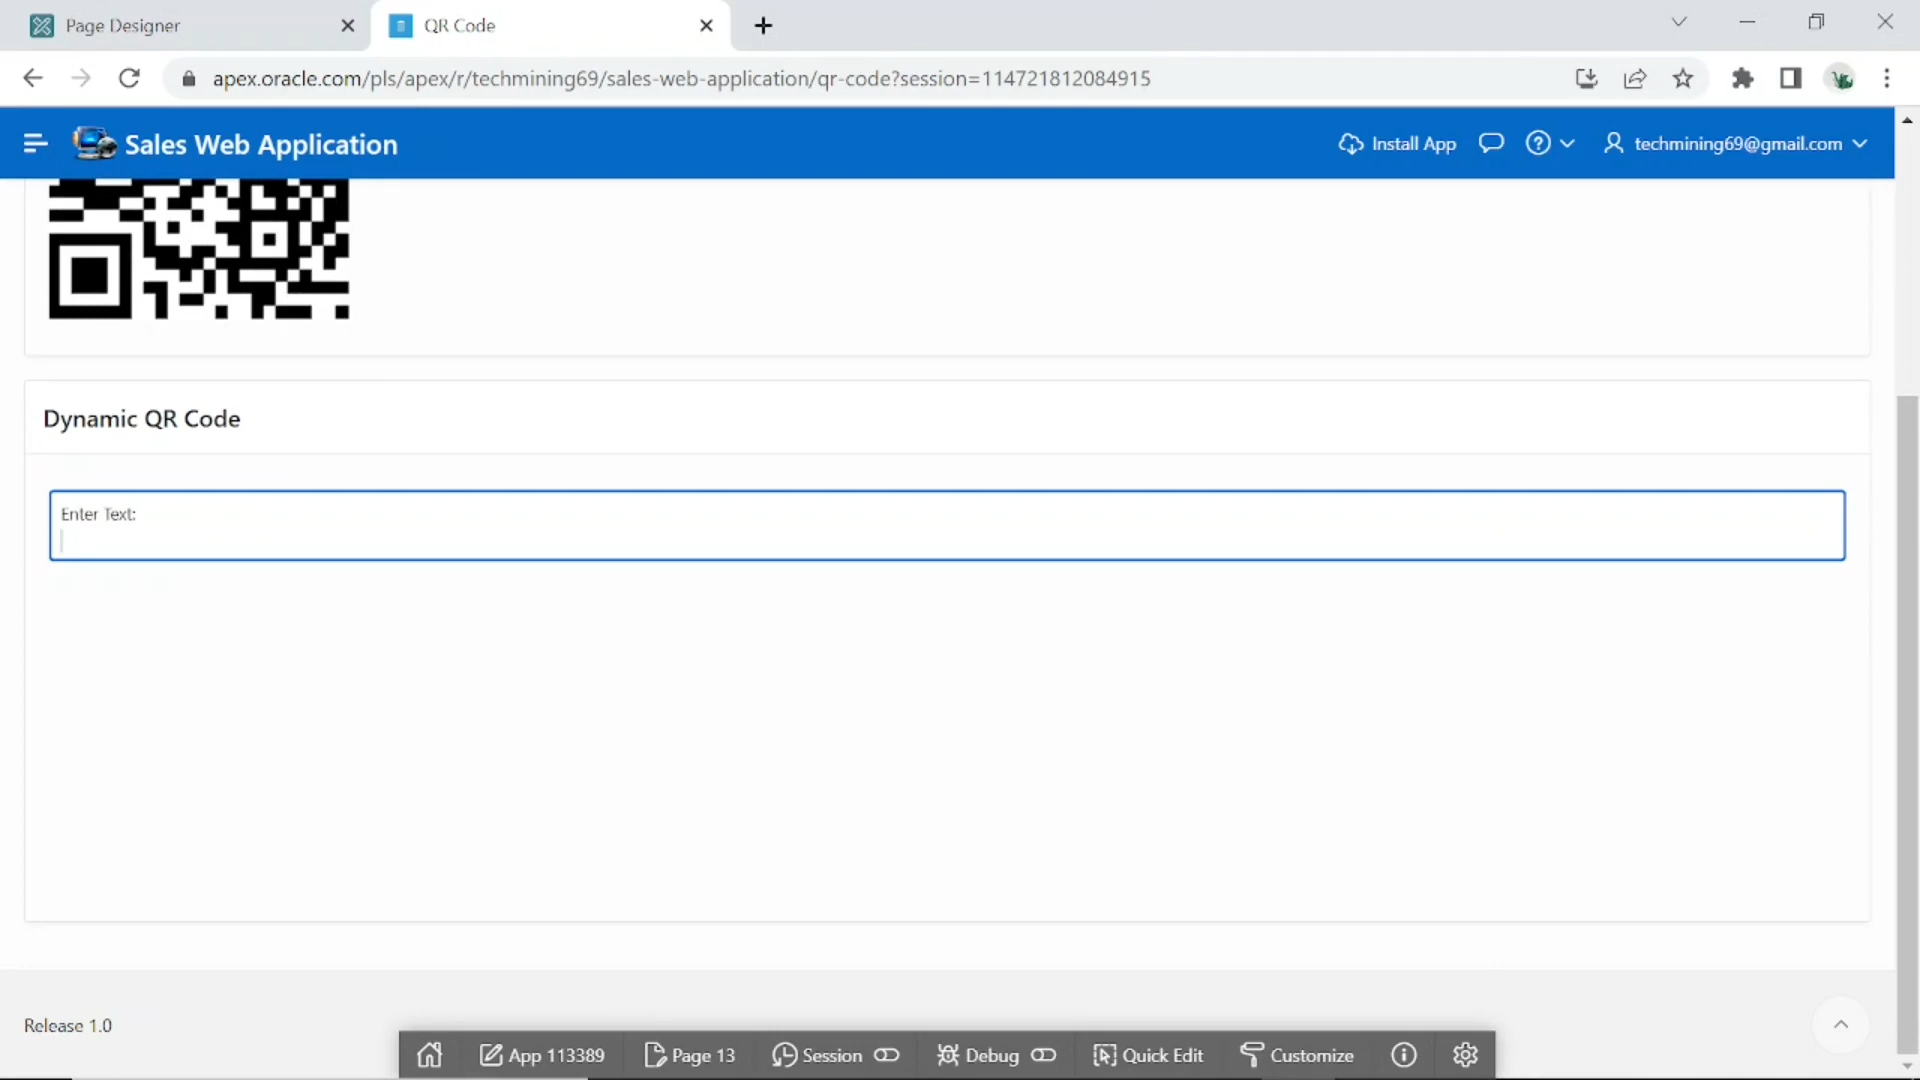 Page Designer
QR Code
apex.oracle.com/pls/apex/r/techmining69/sales-web-application/qr-code?session=114721812084915
Sales Web Application
Install App
techmining69@gmail.com
Dynamic QR Code
Enter Text:
Release 1.0
App 113389
Page 13
Session
Debug
Quick Edit
Customize